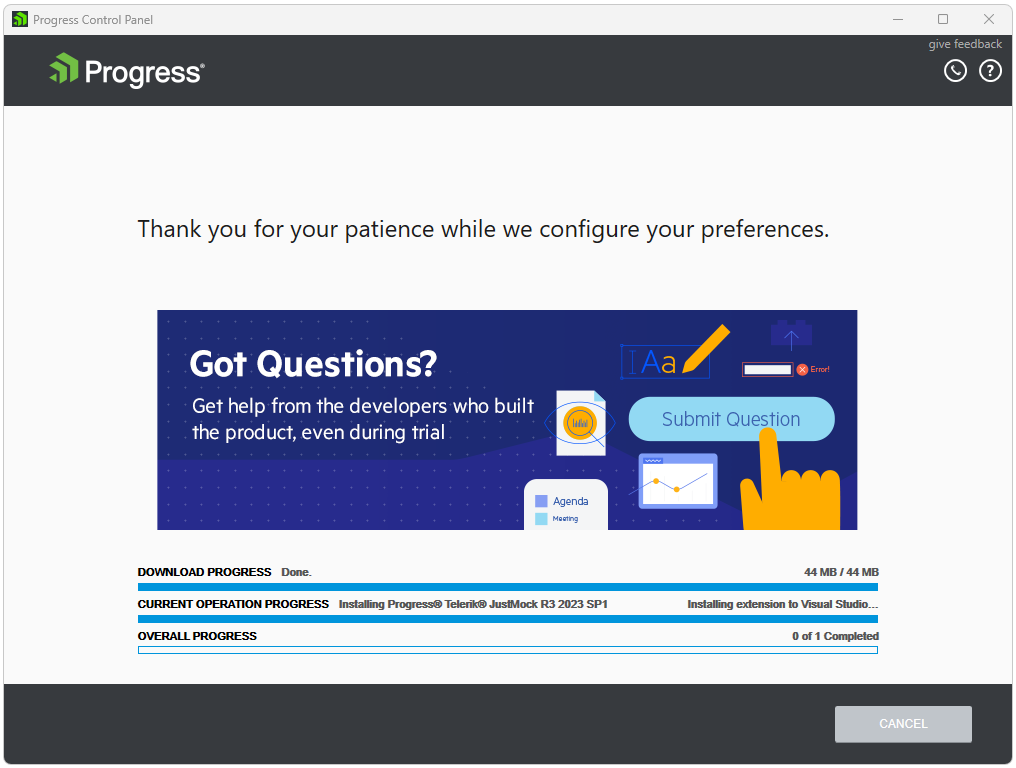 Progress Control Panel
give feedback
Progress®
?
Thank you for your patience while we configure your preferences.
Got Questions?
Get help from the developers who built
the product, even during trial
Aa
Error!
Submit Question
Agenda
Meeting
DOWNLOAD PROGRESS Done. 44 MB / 44 MB
CURRENT OPERATION PROGRESS Installing Progress® Telerik® JustMock R3 2023 SP1 Installing extension to Visual Studio...
OVERALL PROGRESS 0 of 1 Completed
CANCEL